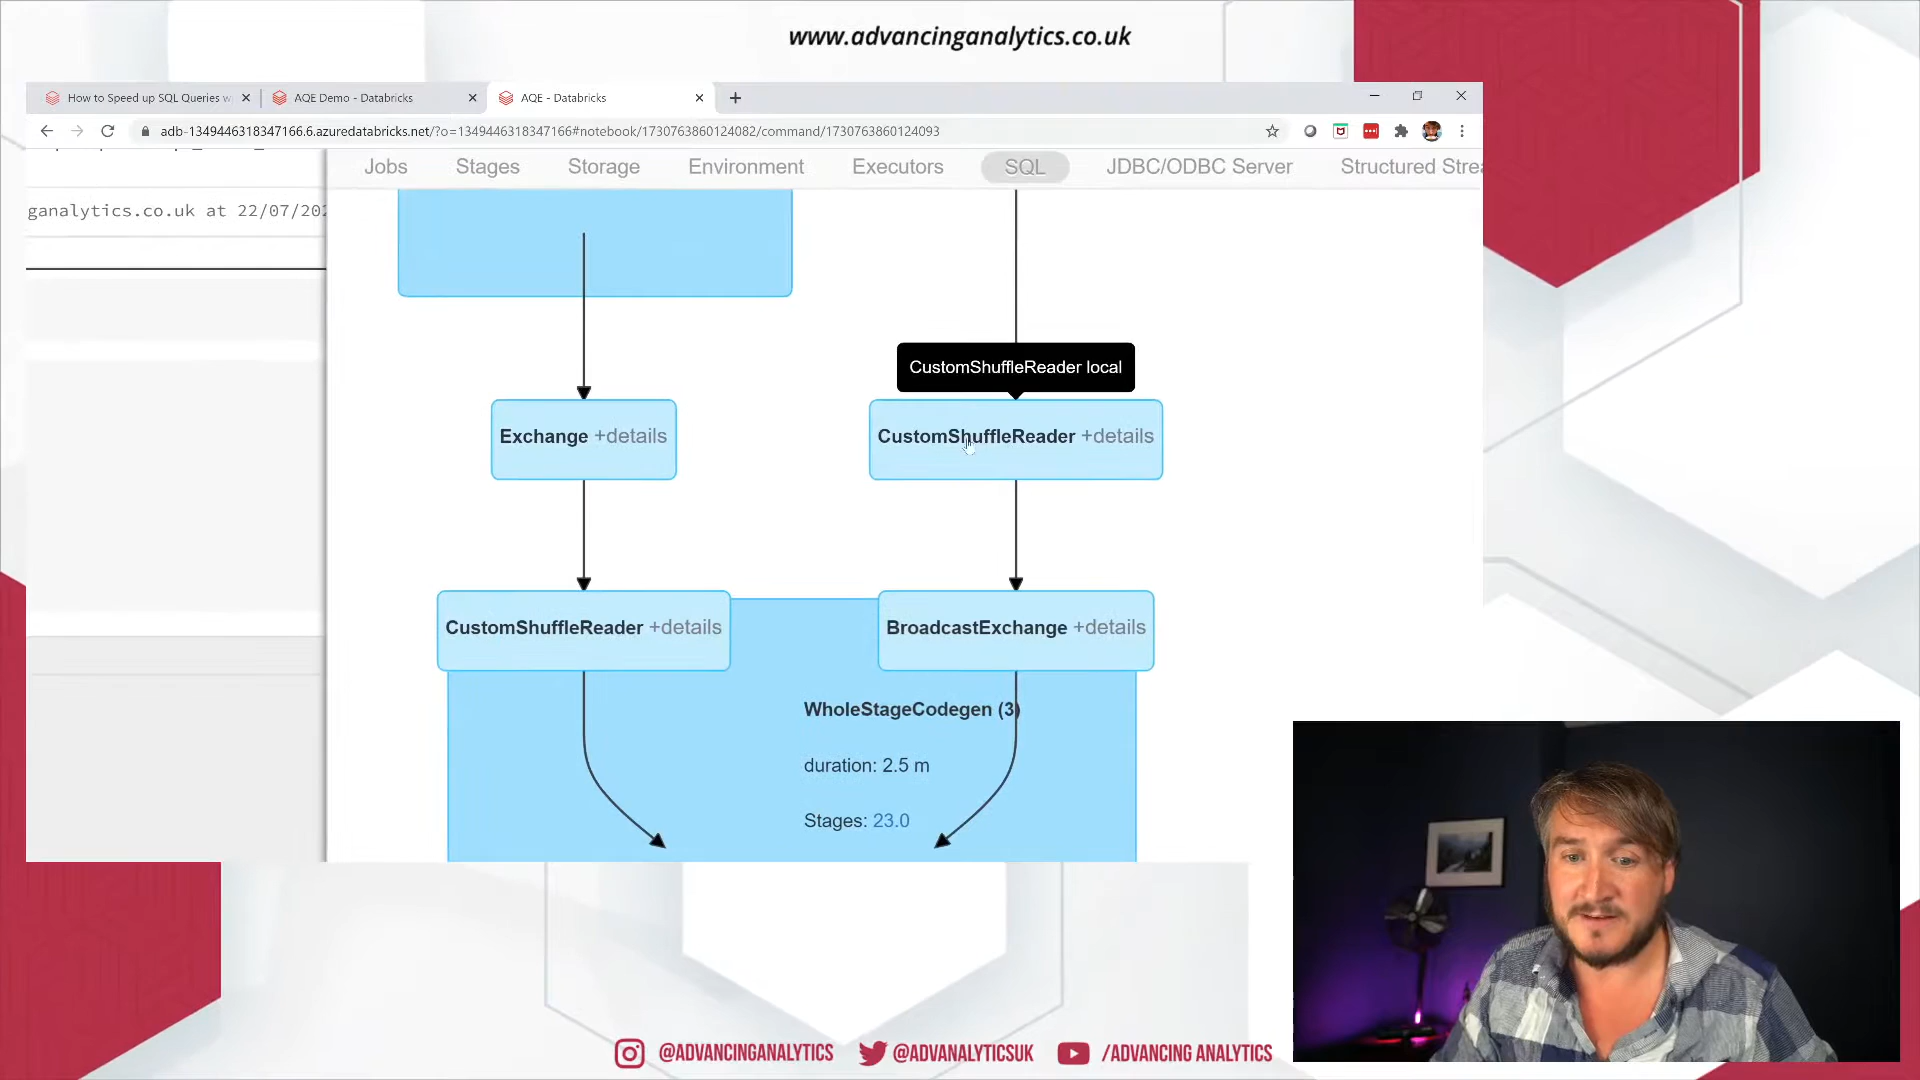 www.advancinganalytics.co.uk
How to Speed up SQL Queries w
AQE Demo - Databricks
AQE - Databricks
adb-1349446318347166.6.azuredatabricks.net/?o=1349446318347166#notebook/1730763860124082/command/1730763860124093
Jobs
Stages
Storage
Environment
Executors
SQL
JDBC/ODBC Server
Structured Strea
ganalytics.co.uk at 22/07/202
CustomShuffleReader local
Exchange +details
CustomShuffleReader +details
CustomShuffleReader +details
BroadcastExchange +details
WholeStageCodegen (3)
duration: 2.5 m
Stages: 23.0
@ADVANCINGANALYTICS
@ADVANALYTICSUK
/ADVANCING ANALYTICS